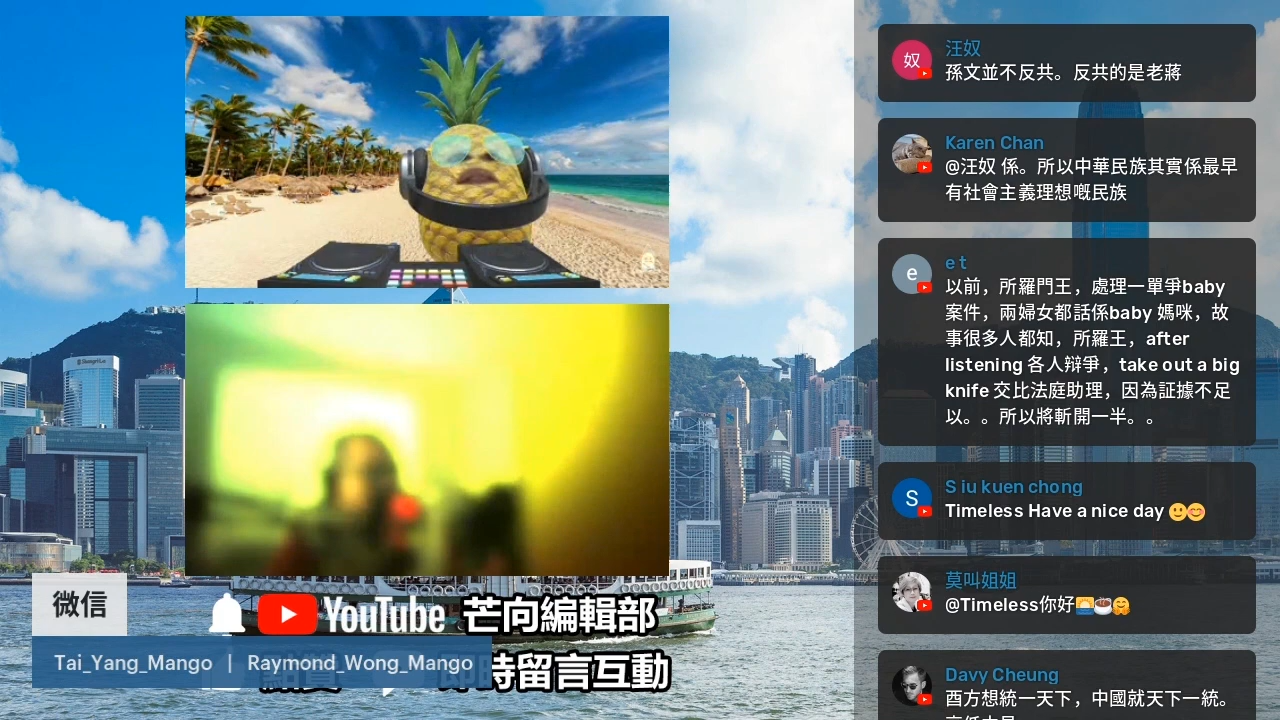 汪奴
奴
孫文並不反共。反共的是老蔣
Karen Chan
@汪奴 係。所以中華民族其實係最早
有社會主義理想嘅民族
e t
e
以前，所羅門王，處理一單爭baby
案件，兩婦女都話係baby 媽咪，故
事很多人都知，所羅王，after
listening 各人辯爭，take out a big
knife 交比法庭助理，因為証據不足
以。。所以將斬開一半。。
S iu kuen chong
S
Timeless Have a nice day 🙂😊
莫叫姐姐
@Timeless你好🌅☕🤗
Davy Cheung
酉方想統一天下，中國就天下一統。
Shangri-La
微信
Tai_Yang_Mango | Raymond_Wong_Mango
YouTube 芒向編輯部
即時留言互動